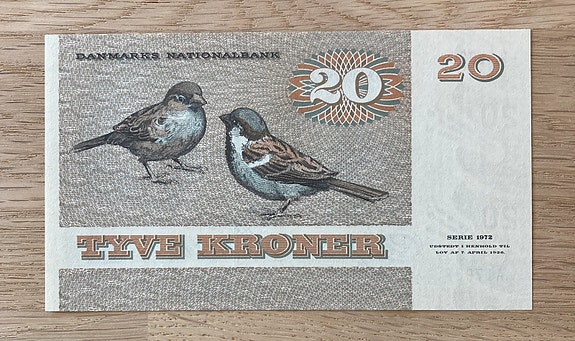 DANMARKS NATIONALBANK
20
20
TYVE KRONER
SERIE 1972
UDSTEDT I HENHOLD TIL
LOV AF 7. APRIL 1936.